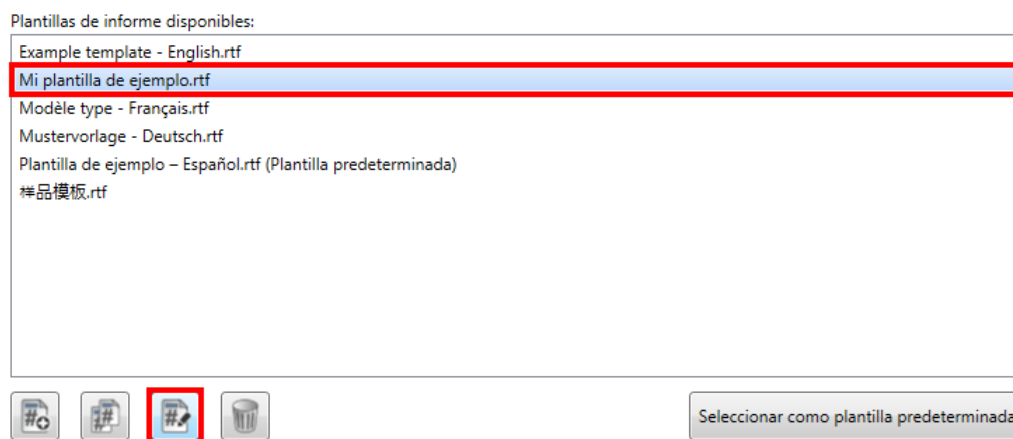 Plantillas de informe disponibles:
Example template - English.rtf
Mi plantilla de ejemplo.rtf
Modèle type - Français.rtf
Mustervorlage - Deutsch.rtf
Plantilla de ejemplo – Español.rtf (Plantilla predeterminada)
样品模板.rtf
Seleccionar como plantilla predeterminada